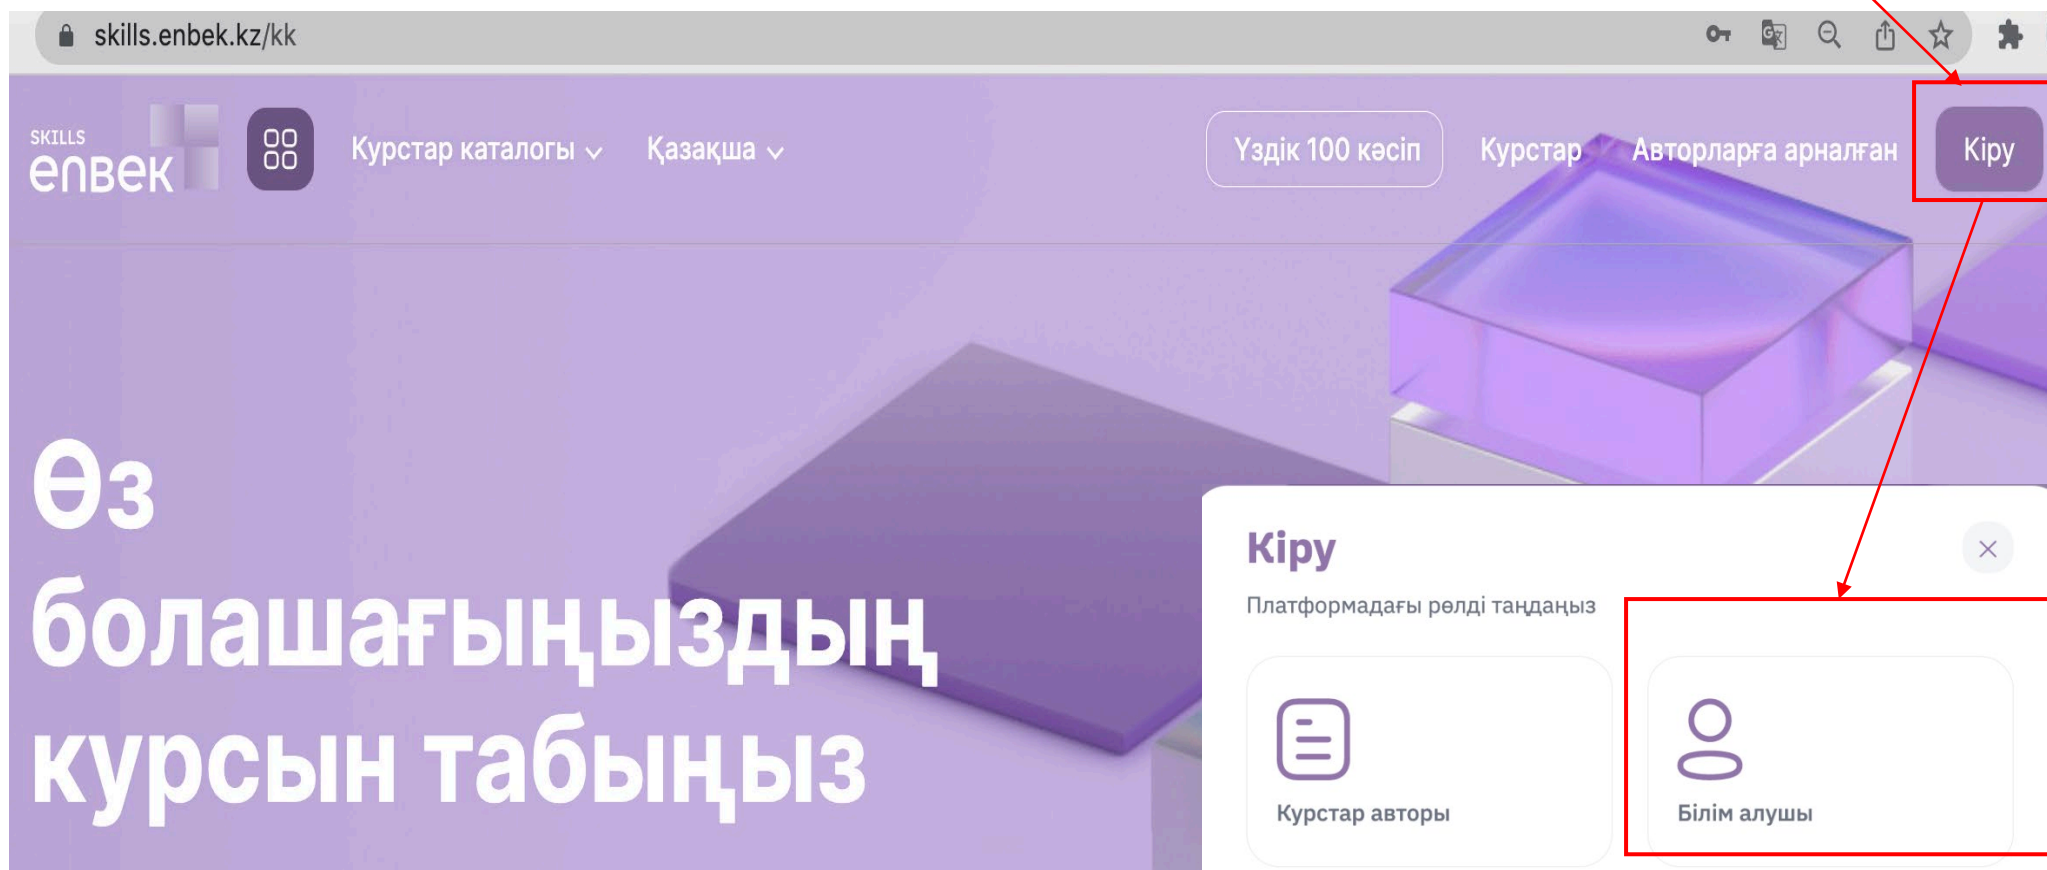 skills.enbek.kz/kk
SKILLS
enbek
Курстар каталогы
Қазақша
Үздік 100 кәсіп
Курстар
Авторларға арналған
Кіру
Өз
болашағыңыздың
курсын табыңыз
Кіру
Платформадағы рөлді таңдаңыз
Курстар авторы
Білім алушы